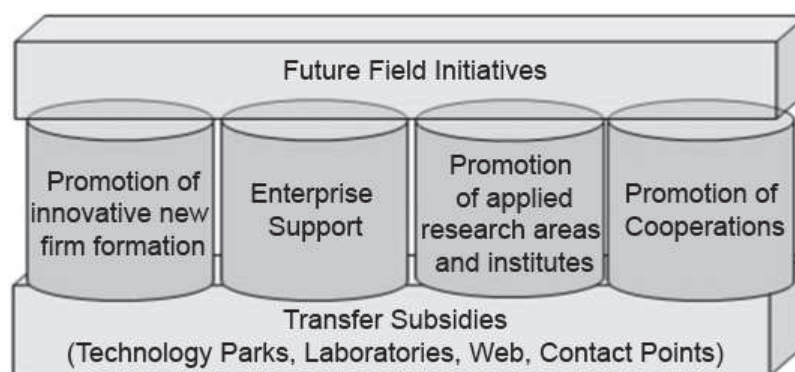 Future Field Initiatives
Promotion of
innovative new
firm formation
Enterprise
Support
Promotion
of applied
research areas
and institutes
Promotion of
Cooperations
Transfer Subsidies
(Technology Parks, Laboratories, Web, Contact Points)